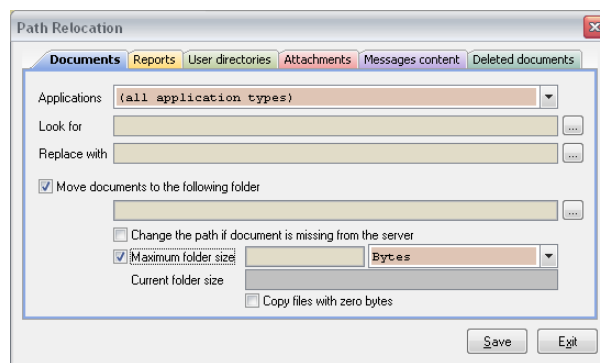 Path Relocation
Documents Reports User directories Attachments Messages content Deleted documents
Applications (all application types)
Look for ...
Replace with ...
Move documents to the following folder
...
Change the path if document is missing from the server
Maximum folder size Bytes
Current folder size
Copy files with zero bytes
Save Exit